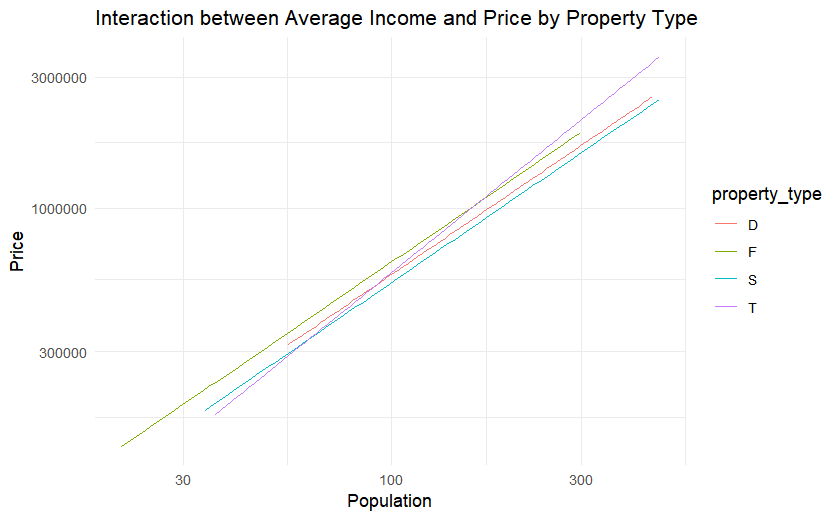 Interaction between Average Income and Price by Property Type
3000000
1000000
300000
Price
30
100
300
Population
property_type
D
F
S
T